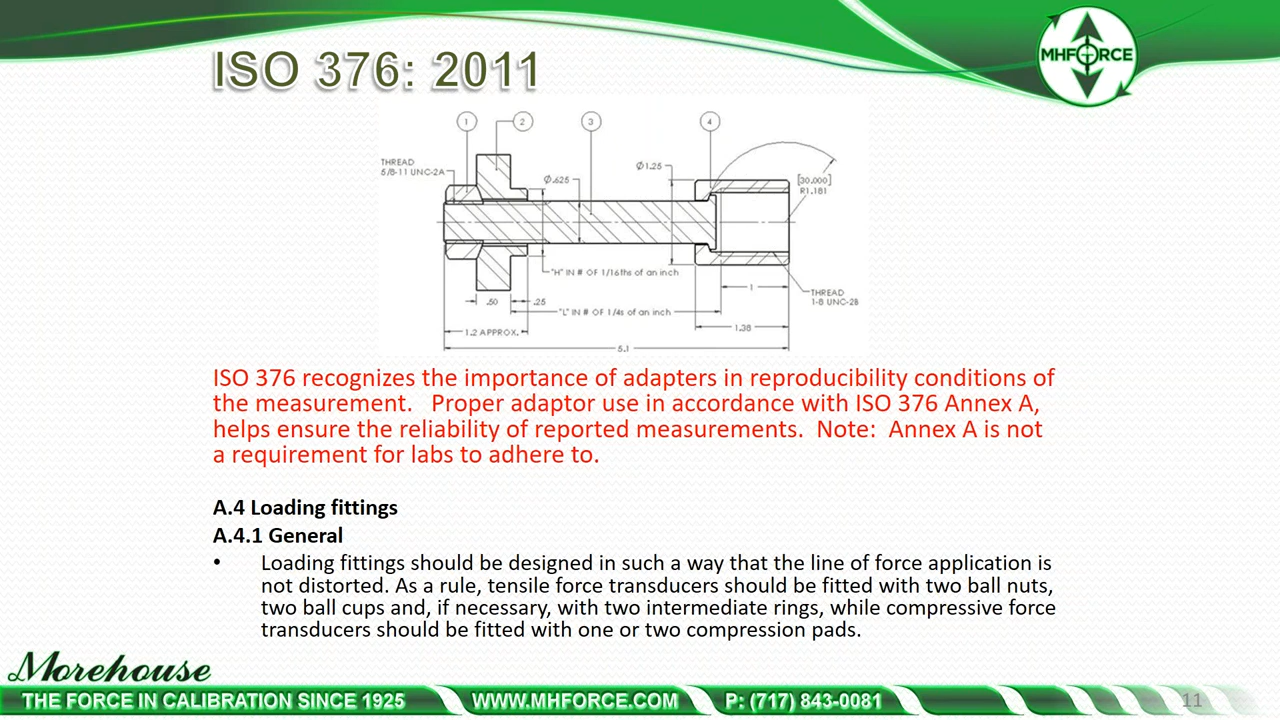 ISO 376: 2011
MHFORCE
1
2
3
4
THREAD
5/8-11 UNC-2A
Ø.625
Ø1.25
[30.000]
R1.181
"H" IN # OF 1/16ths of an inch
.50
.25
"L" IN # OF 1/4s of an inch
1
THREAD
1-8 UNC-2B
1.2 APPROX.
1.38
5.1
ISO 376 recognizes the importance of adapters in reproducibility conditions of
the measurement. Proper adaptor use in accordance with ISO 376 Annex A,
helps ensure the reliability of reported measurements. Note: Annex A is not
a requirement for labs to adhere to.
A.4 Loading fittings
A.4.1 General
• Loading fittings should be designed in such a way that the line of force application is
not distorted. As a rule, tensile force transducers should be fitted with two ball nuts,
two ball cups and, if necessary, with two intermediate rings, while compressive force
transducers should be fitted with one or two compression pads.
Morehouse
THE FORCE IN CALIBRATION SINCE 1925 WWW.MHFORCE.COM P: (717) 843-0081 11